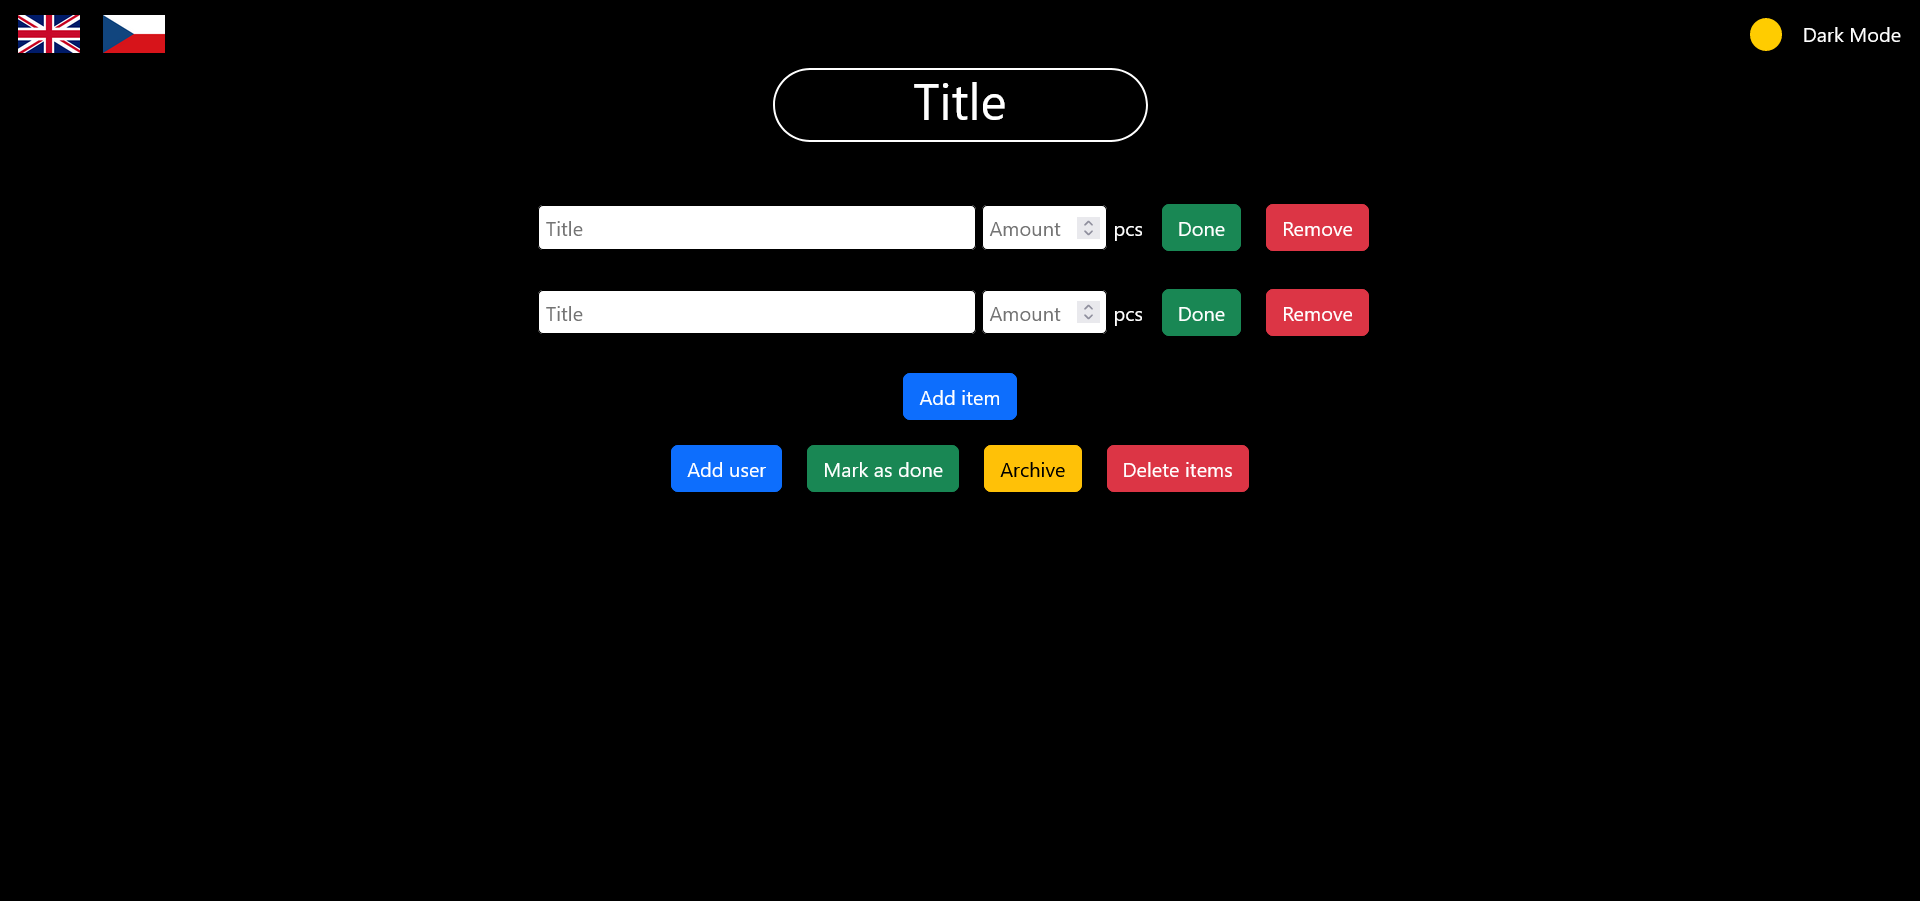 Dark Mode
Title
Title Amount pcs Done Remove
Title Amount pcs Done Remove
Add item
Add user Mark as done Archive Delete items